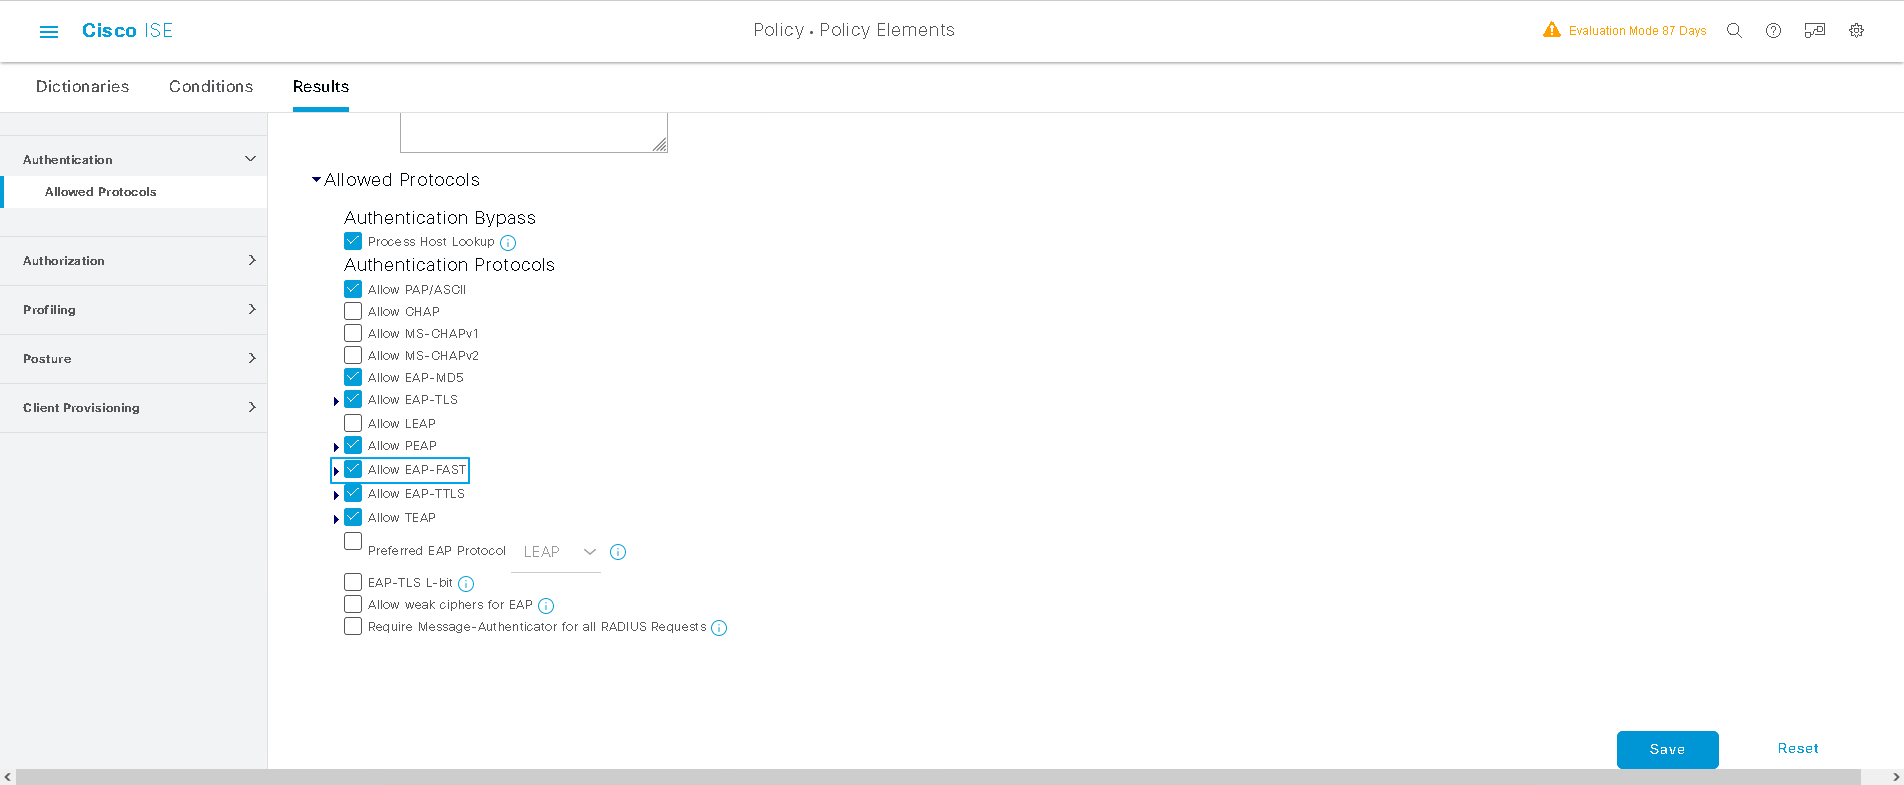 Cisco ISE
Policy • Policy Elements
Evaluation Mode 87 Days
Dictionaries
Conditions
Results
Authentication
Allowed Protocols
Authorization
Profiling
Posture
Client Provisioning
Allowed Protocols
Authentication Bypass
Process Host Lookup
Authentication Protocols
Allow PAP/ASCII
Allow CHAP
Allow MS-CHAPv1
Allow MS-CHAPv2
Allow EAP-MD5
Allow EAP-TLS
Allow LEAP
Allow PEAP
Allow EAP-FAST
Allow EAP-TTLS
Allow TEAP
Preferred EAP Protocol LEAP
EAP-TLS L-bit
Allow weak ciphers for EAP
Require Message-Authenticator for all RADIUS Requests
Save
Reset